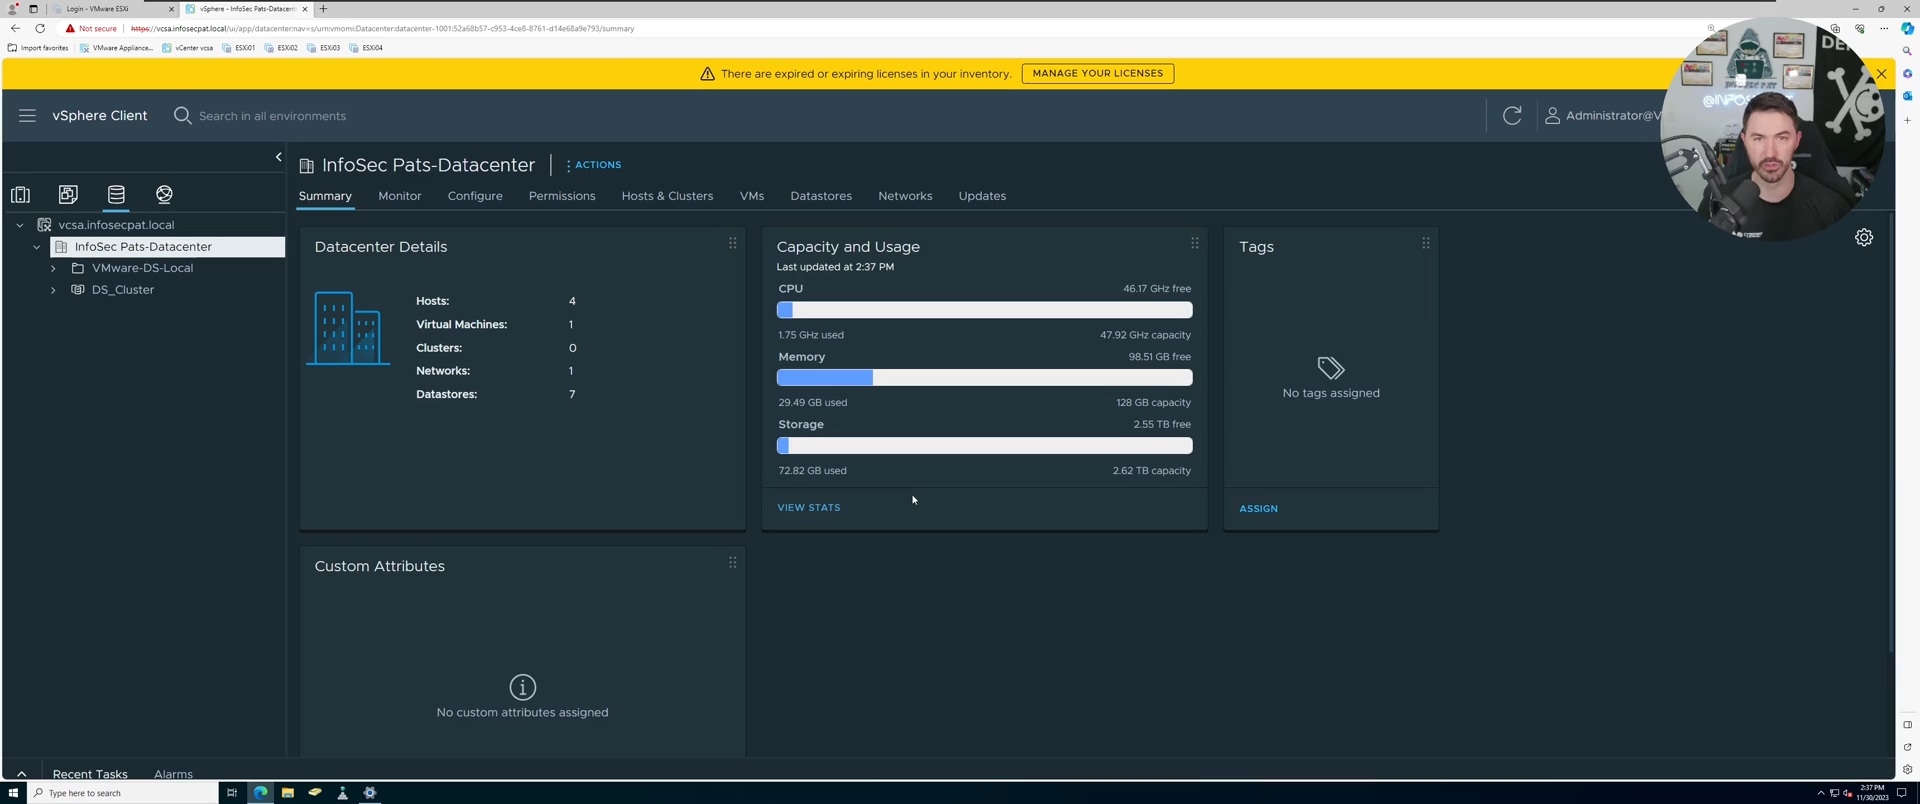 Login - VMware ESXi
vSphere - InfoSec Pats-Datacent
Not secure
https://vcsa.infosecpat.local/ui/app/datacenter;nav=s/urn:vmomi:Datacenter:datacenter-1001:52a68b57-c953-4ce8-8761-d14e68a9e793/summary
Import favorites
VMware Appliance...
vCenter vcsa
ESXi01
ESXi02
ESXi03
ESXi04
There are expired or expiring licenses in your inventory.
MANAGE YOUR LICENSES
vSphere Client
Search in all environments
Administrator@V
InfoSec Pats-Datacenter
ACTIONS
Summary
Monitor
Configure
Permissions
Hosts & Clusters
VMs
Datastores
Networks
Updates
vcsa.infosecpat.local
InfoSec Pats-Datacenter
VMware-DS-Local
DS_Cluster
Datacenter Details
Hosts: 4
Virtual Machines: 1
Clusters: 0
Networks: 1
Datastores: 7
Capacity and Usage
Last updated at 2:37 PM
CPU
46.17 GHz free
1.75 GHz used
47.92 GHz capacity
Memory
98.51 GB free
29.49 GB used
128 GB capacity
Storage
2.55 TB free
72.82 GB used
2.62 TB capacity
VIEW STATS
Tags
No tags assigned
ASSIGN
Custom Attributes
No custom attributes assigned
Recent Tasks
Alarms
Type here to search
2:37 PM
11/30/2023